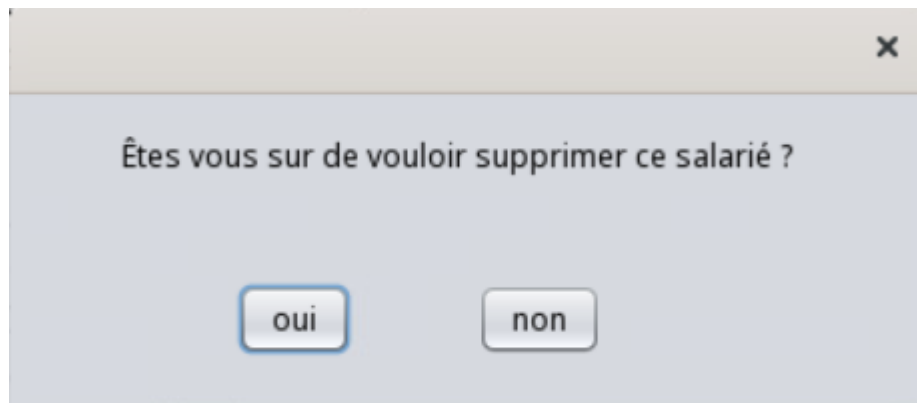 Êtes vous sur de vouloir supprimer ce salarié ?
oui non